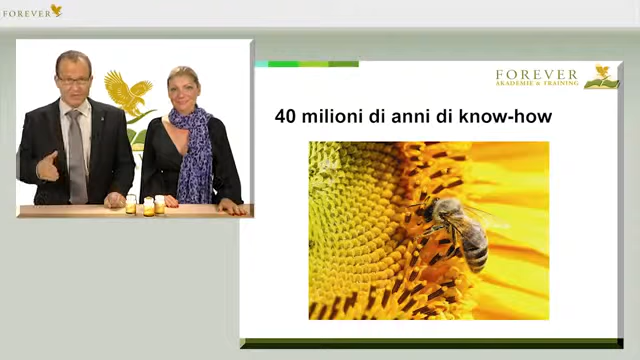 FOREVER
FOREVER
AKADEMIE & TRAINING
40 milioni di anni di know-how